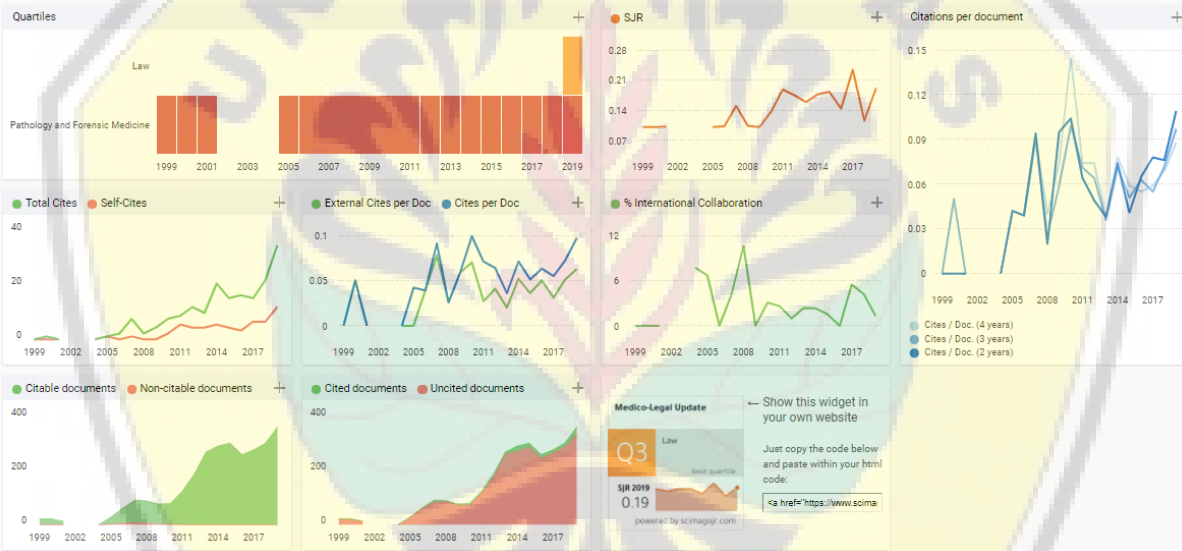 Quartiles
Law
Pathology and Forensic Medicine
1999 2001 2003 2005 2007 2009 2011 2013 2015 2017 2019
SJR
0.28
0.21
0.14
0.07
1999 2002 2005 2008 2011 2014 2017
Citations per document
0.15
0.12
0.09
0.06
0.03
0
1999 2002 2005 2008 2011 2014 2017
Cites / Doc. (4 years)
Cites / Doc. (3 years)
Cites / Doc. (2 years)
Total Cites Self-Cites
40
20
0
1999 2002 2005 2008 2011 2014 2017
External Cites per Doc Cites per Doc
0.1
0.05
0
1999 2002 2005 2008 2011 2014 2017
% International Collaboration
12
6
0
1999 2002 2005 2008 2011 2014 2017
Citable documents Non-citable documents
400
200
0
1999 2002 2005 2008 2011 2014 2017
Cited documents Uncited documents
400
200
0
1999 2002 2005 2008 2011 2014 2017
Medico-Legal Update
Q3
Law
best quartile
SJR 2019
0.19
powered by scimagojr.com
← Show this widget in
your own website
Just copy the code below
and paste within your html
code:
<a href="https://www.scima
U
S